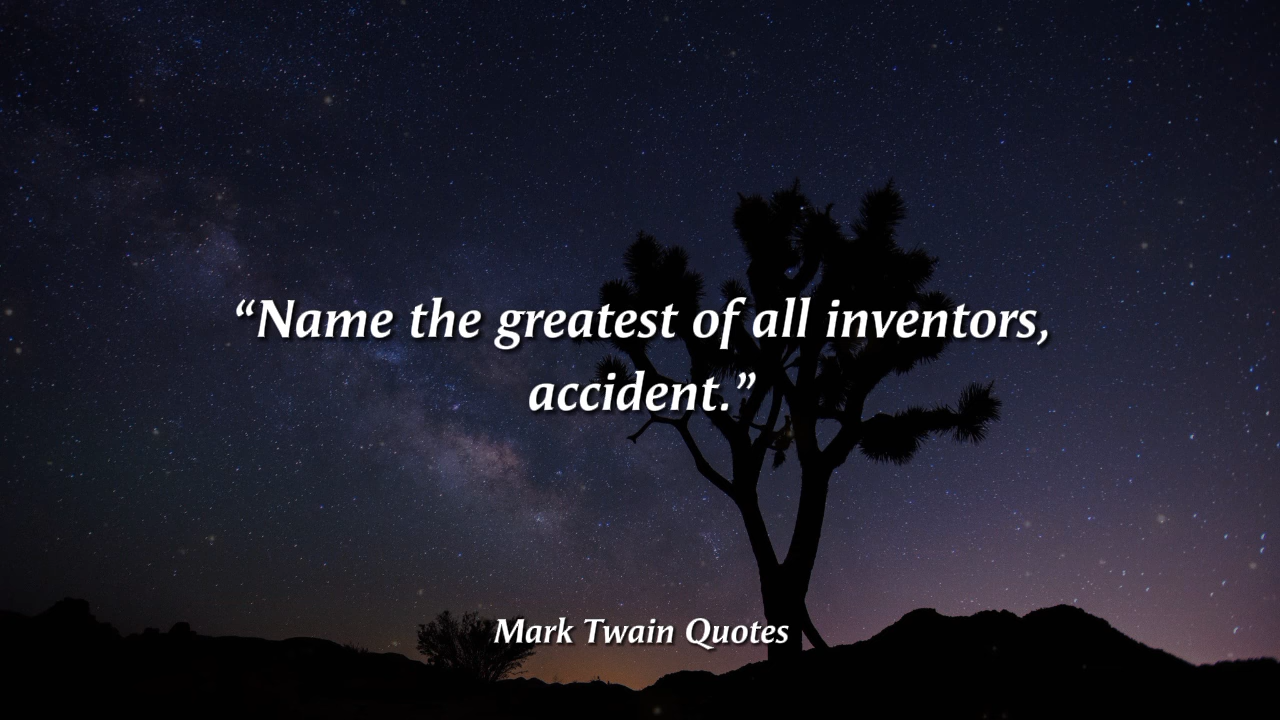 “Name the greatest of all inventors,
accident.”
Mark Twain Quotes